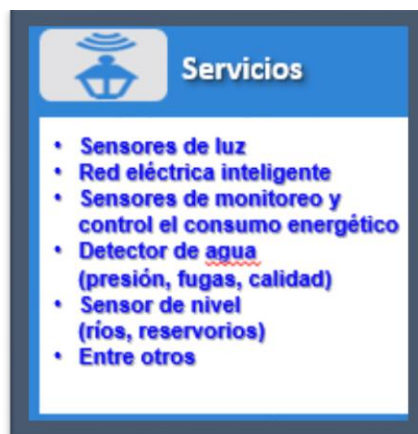 Servicios
• Sensores de luz
• Red eléctrica inteligente
• Sensores de monitoreo y
control el consumo energético
• Detector de agua
(presión, fugas, calidad)
• Sensor de nivel
(ríos, reservorios)
• Entre otros